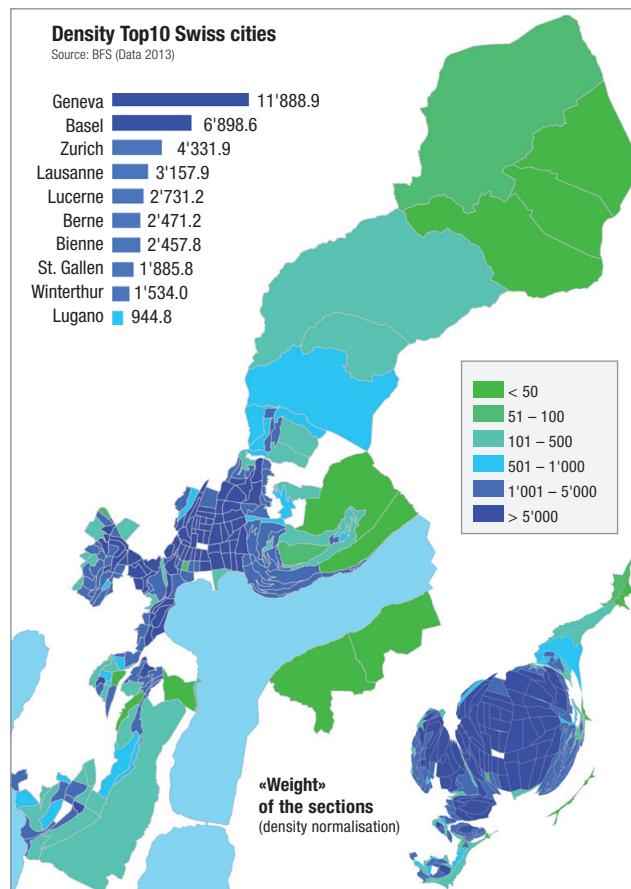 Density Top10 Swiss cities
Source: BFS (Data 2013)
Geneva 11'888.9
Basel 6'898.6
Zurich 4'331.9
Lausanne 3'157.9
Lucerne 2'731.2
Berne 2'471.2
Bienne 2'457.8
St. Gallen 1'885.8
Winterthur 1'534.0
Lugano 944.8
< 50
51 – 100
101 – 500
501 – 1'000
1'001 – 5'000
> 5'000
«Weight»
of the sections
(density normalisation)